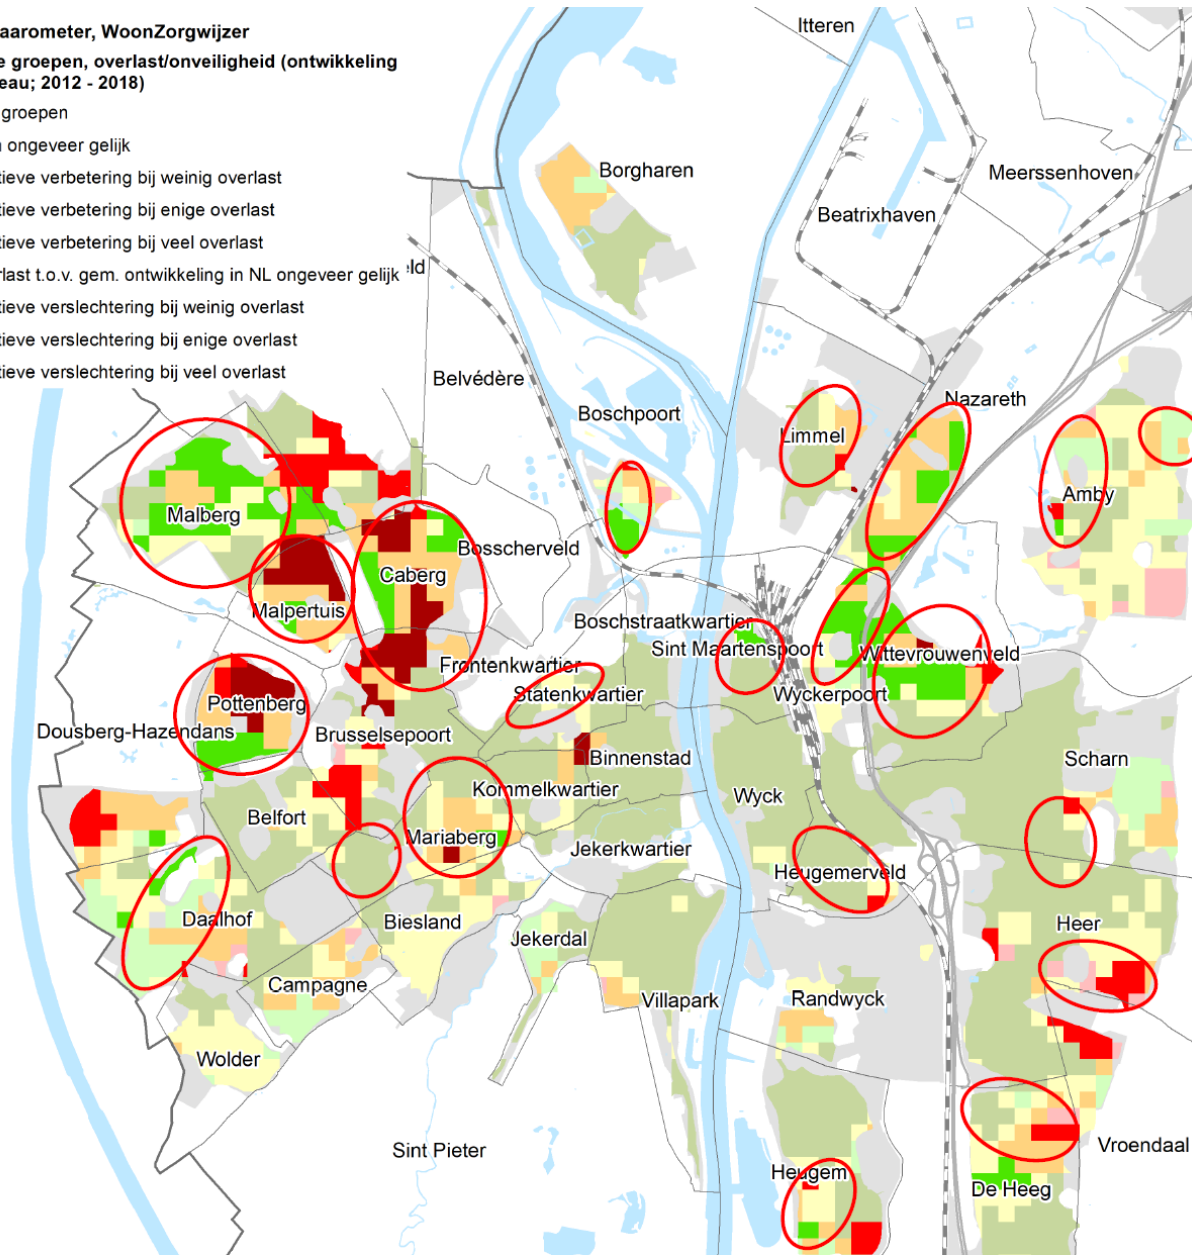 aarometer, WoonZorgwijzer
e groepen, overlast/onveiligheid (ontwikkeling
eau; 2012 - 2018)
groepen
ongeveer gelijk
tieve verbetering bij weinig overlast
tieve verbetering bij enige overlast
tieve verbetering bij veel overlast
rlast t.o.v. gem. ontwikkeling in NL ongeveer gelijk
tieve verslechtering bij weinig overlast
tieve verslechtering bij enige overlast
tieve verslechtering bij veel overlast
Itteren
Borgharen
Meerssenhoven
Beatrixhaven
eld
Belvédère
Boschpoort
Nazareth
Limmel
Amby
Malberg
Bosscherveld
Caberg
Malpertuis
Boschstraatkwartier
Sint Maartenspoort
Wittevrouwenveld
Frontenkwartier
Statenkwartier
Wyckerpoort
Pottenberg
Dousberg-Hazendans
Brusselsepoort
Binnenstad
Scharn
Kommelkwartier
Wyck
Belfort
Mariaberg
Jekerkwartier
Heugemerveld
Daalhof
Biesland
Heer
Jekerdal
Campagne
Villapark
Randwyck
Wolder
Sint Pieter
Vroendaal
Heugem
De Heeg